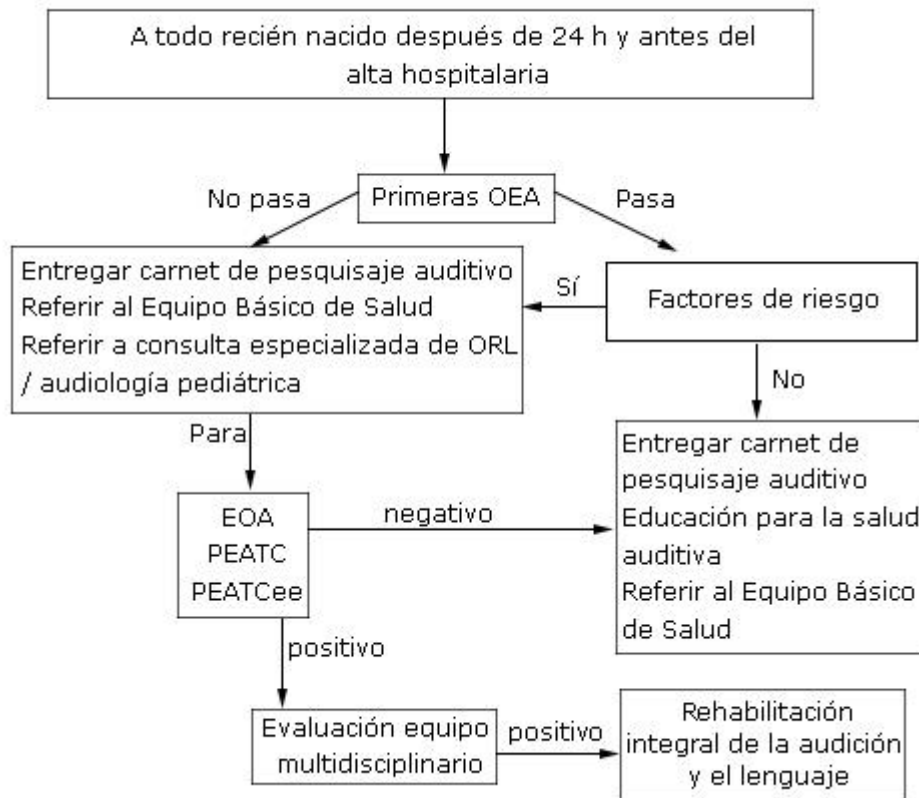 A todo recién nacido después de 24 h y antes del
alta hospitalaria
No pasa
Primeras OEA
Pasa
Entregar carnet de pesquisaje auditivo
Referir al Equipo Básico de Salud
Referir a consulta especializada de ORL
/ audiología pediátrica
Sí
Factores de riesgo
No
Para
Entregar carnet de
pesquisaje auditivo
Educación para la salud
auditiva
Referir al Equipo Básico
de Salud
EOA
PEATC
PEATCee
negativo
positivo
Evaluación equipo
multidisciplinario
positivo
Rehabilitación
integral de la audición
y el lenguaje